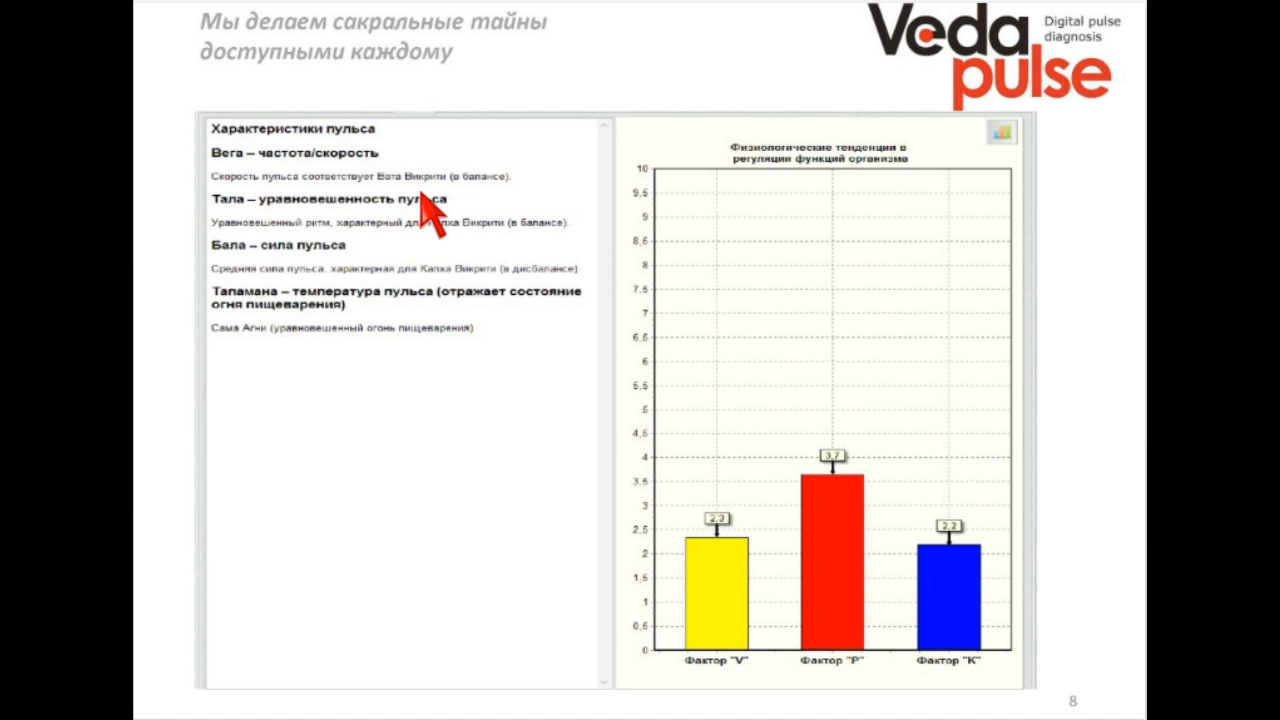 Мы делаем сакральные тайны
доступными каждому
Veda
pulse
Digital pulse
diagnosis
Характеристики пульса
Вега – частота/скорость
Скорость пульса соответствует Вата Викрити (в балансе).
Тала – уравновешенность пульса
Уравновешенный ритм, характерный для Капха Викрити (в балансе).
Бала – сила пульса
Средняя сила пульса, характерная для Капха Викрити (в дисбалансе)
Тапамана – температура пульса (отражает состояние
огня пищеварения)
Сама Агни (уравновешенный огонь пищеварения)
Физиологические тенденции в
регуляции функций организма
10
9,5
9
8,5
8
7,5
7
6,5
6
5,5
5
4,5
4
3,5
3
2,5
2
1,5
1
0,5
0
2,3
3,7
2,2
Фактор "V"
Фактор "P"
Фактор "K"
8